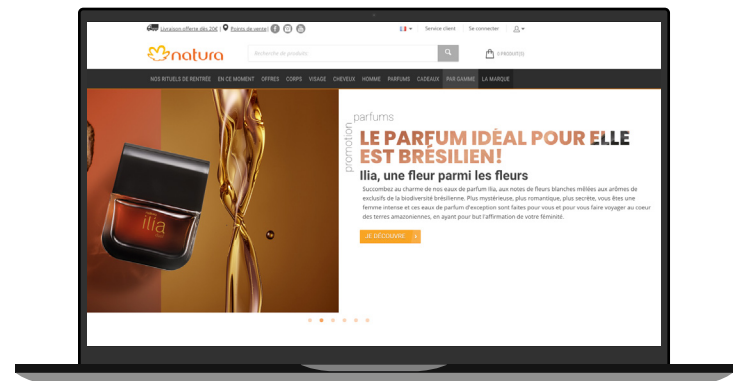 Livraison offerte dès 20€ | Points de vente |
Service client
Se connecter
natura
Recherche de produits
0 PRODUIT(S)
NOS RITUELS DE RENTRÉE EN CE MOMENT OFFRES CORPS VISAGE CHEVEUX HOMME PARFUMS CADEAUX PAR GAMME LA MARQUE
ilia
promotion
parfums
LE PARFUM IDÉAL POUR ELLE
EST BRÉSILIEN!
Ilia, une fleur parmi les fleurs
Succombez au charme de nos eaux de parfum Ilia, aux notes de fleurs blanches mêlées aux arômes de
exclusifs de la biodiversité brésilienne. Plus mystérieuse, plus romantique, plus secrète, vous êtes une
femme intense et ces eaux de parfum d'exception sont faites pour vous et pour vous faire voyager au coeur
des terres amazoniennes, en ayant pour but l'affirmation de votre féminité.
JE DÉCOUVRE